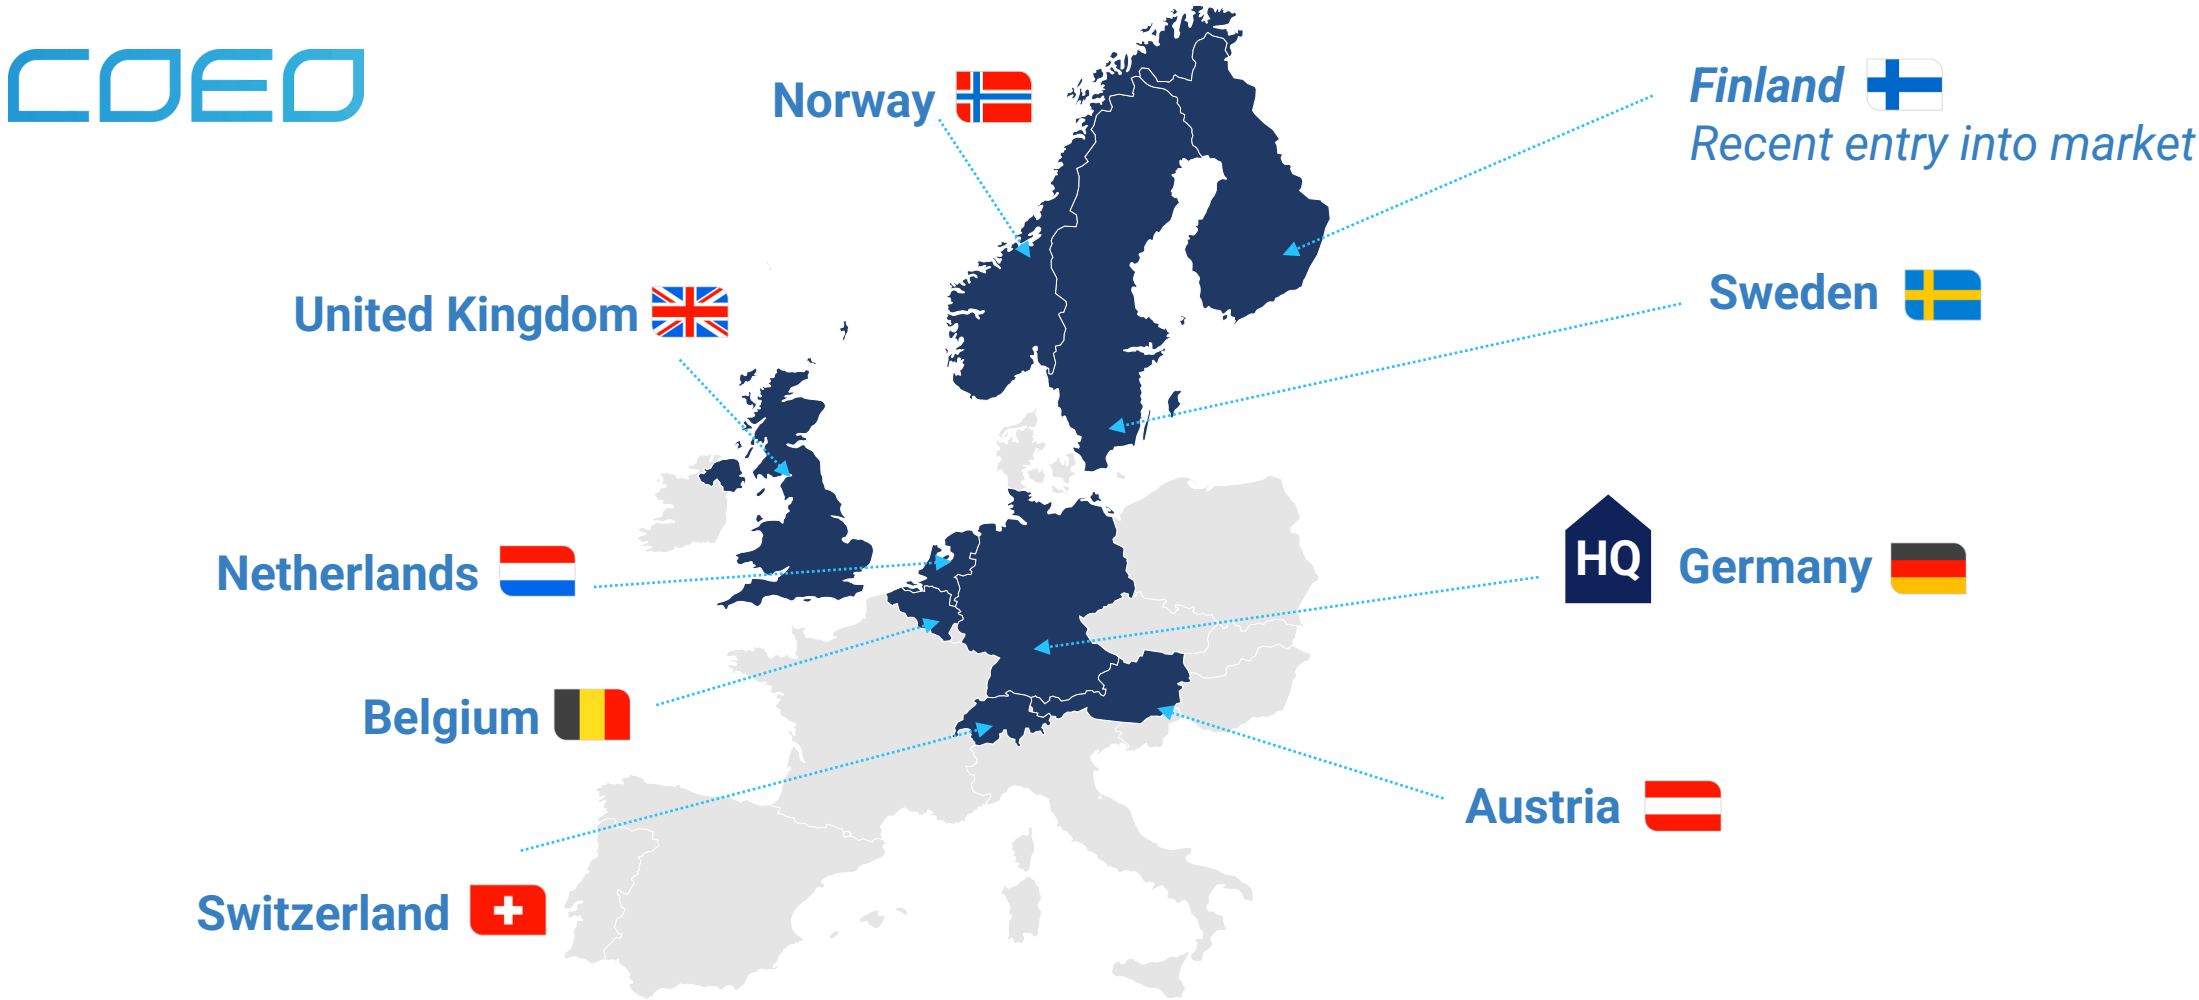 COEO
Norway
Finland
Recent entry into market
United Kingdom
Sweden
Netherlands
HQ Germany
Belgium
Austria
Switzerland